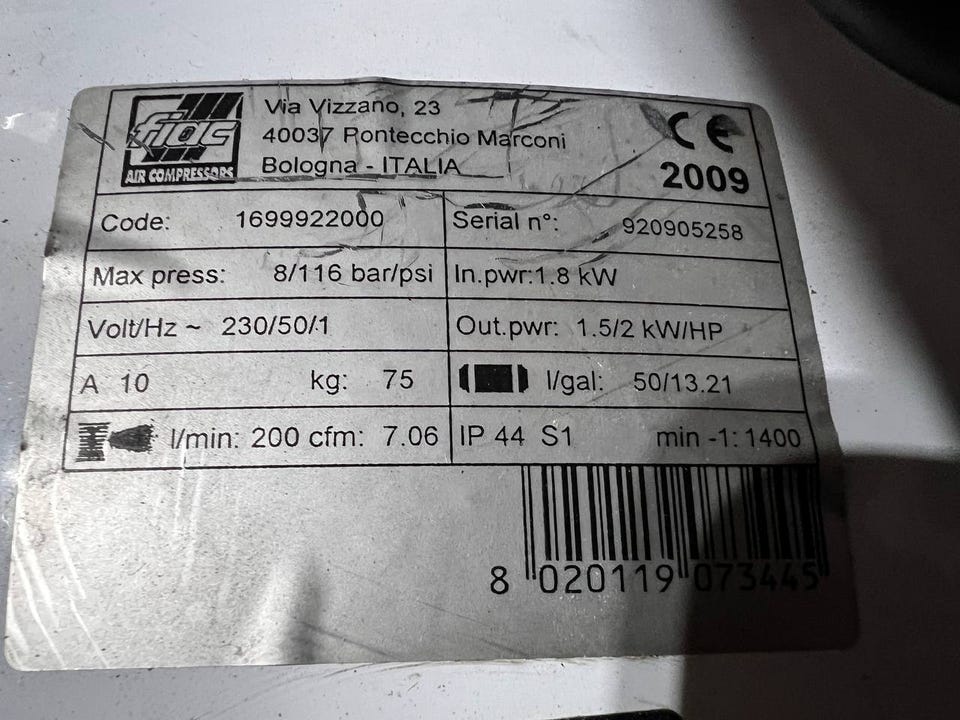 fiac
AIR COMPRESSORS
Via Vizzano, 23
40037 Pontecchio Marconi
Bologna - ITALIA
CE
2009
Code: 1699922000
Serial n°: 920905258
Max press: 8/116 bar/psi
In.pwr:1.8 kW
Volt/Hz ~ 230/50/1
Out.pwr: 1.5/2 kW/HP
A 10 kg: 75
l/gal: 50/13.21
l/min: 200 cfm: 7.06
IP 44 S1 min -1: 1400
8 020119 073445